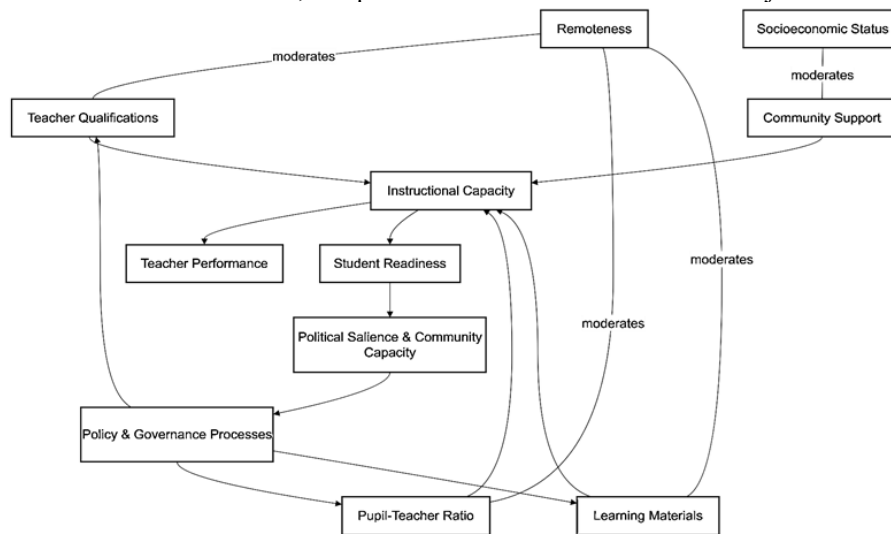 Remoteness
Socioeconomic Status
moderates
moderates
Teacher Qualifications
Community Support
Instructional Capacity
Teacher Performance
Student Readiness
moderates
moderates
Political Salience & Community
Capacity
Policy & Governance Processes
Pupil-Teacher Ratio
Learning Materials